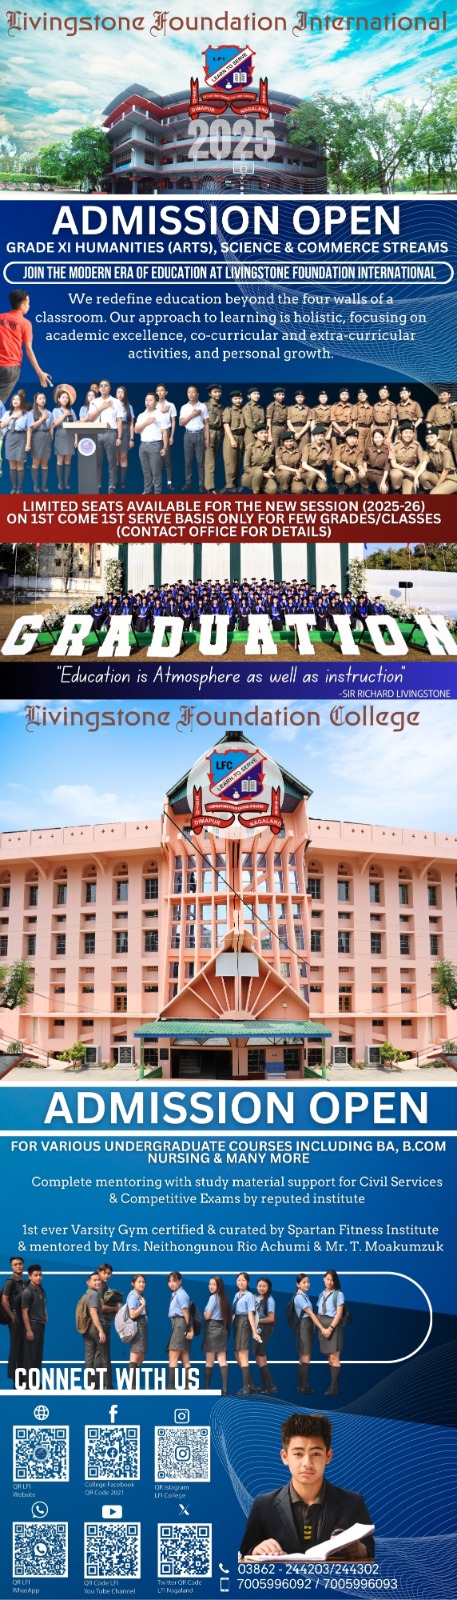 Livingstone Foundation International
LFI
LEARN TO SERVE
DIMAPUR
NAGALAND
2025
ADMISSION OPEN
GRADE XI HUMANITIES (ARTS), SCIENCE & COMMERCE STREAMS
JOIN THE MODERN ERA OF EDUCATION AT LIVINGSTONE FOUNDATION INTERNATIONAL
We redefine education beyond the four walls of a
classroom. Our approach to learning is holistic, focusing on
academic excellence, co-curricular and extra-curricular
activities, and personal growth.
LIMITED SEATS AVAILABLE FOR THE NEW SESSION (2025-26)
ON 1ST COME 1ST SERVE BASIS ONLY FOR FEW GRADES/CLASSES
(CONTACT OFFICE FOR DETAILS)
GRADUATION
"Education is Atmosphere as well as instruction"
-SIR RICHARD LIVINGSTONE
Livingstone Foundation College
LFC
LEARN TO SERVE
LIVINGSTONE FOUNDATION COLLEGE
DIMAPUR
NAGALAND
ADMISSION OPEN
FOR VARIOUS UNDERGRADUATE COURSES INCLUDING BA, B.COM
NURSING & MANY MORE
Complete mentoring with study material support for Civil Services
& Competitive Exams by reputed institute
1st ever Varsity Gym certified & curated by Spartan Fitness Institute
& mentored by Mrs. Neithongunou Rio Achumi & Mr. T. Moakumzuk
CONNECT WITH US
QR LFI
Website
College Facebook
QR Code 2021
QR Istagram
LFI College
QR LFI
WhasApp
QR Code LFI
You Tube Channel
Twitter QR Code
LFI Nagaland
03862 - 244203/244302
7005996092 / 7005996093